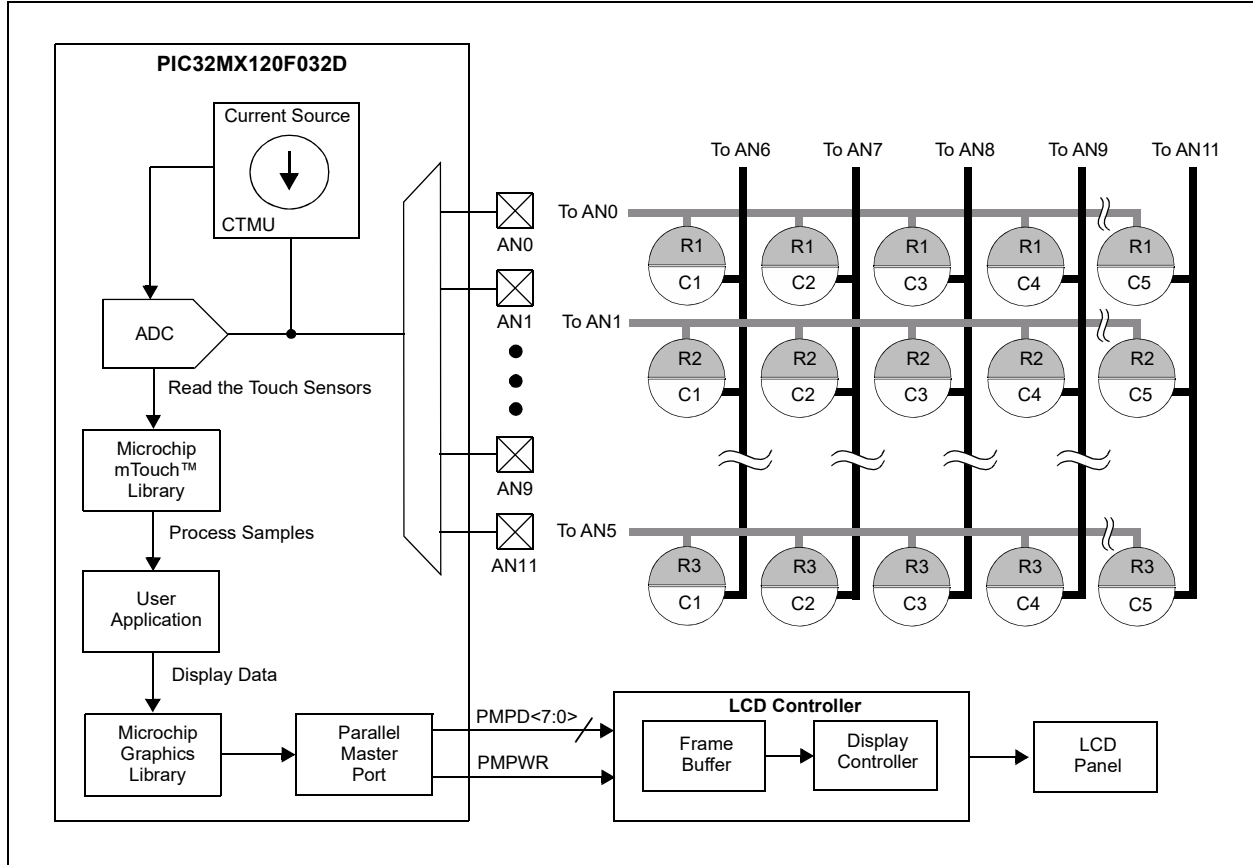 PIC32MX120F032D
Current Source
CTMU
ADC
Read the Touch Sensors
Microchip
mTouch™
Library
Process Samples
User
Application
Display Data
Microchip
Graphics
Library
Parallel
Master
Port
AN0
AN1
AN9
AN11
To AN6 To AN7 To AN8 To AN9 To AN11
To AN0
R1 R1 R1 R1 R1
C1 C2 C3 C4 C5
To AN1
R2 R2 R2 R2 R2
C1 C2 C3 C4 C5
To AN5
R3 R3 R3 R3 R3
C1 C2 C3 C4 C5
PMPD<7:0>
PMPWR
LCD Controller
Frame
Buffer
Display
Controller
LCD
Panel